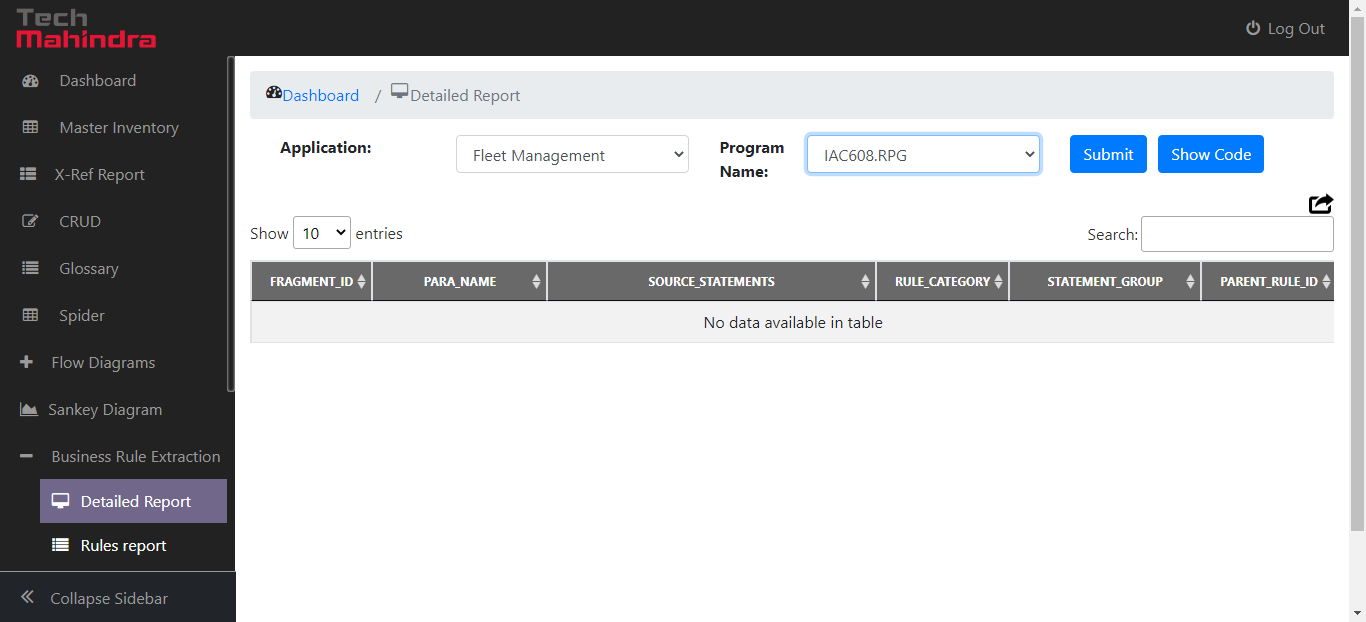 Tech
Mahindra
Log Out
Dashboard
Master Inventory
X-Ref Report
CRUD
Glossary
Spider
Flow Diagrams
Sankey Diagram
Business Rule Extraction
Detailed Report
Rules report
Collapse Sidebar
Dashboard / Detailed Report
Application: Fleet Management
Program
Name:
IAC608.RPG
Submit Show Code
Show 10 entries
Search:
FRAGMENT_ID PARA_NAME SOURCE_STATEMENTS RULE_CATEGORY STATEMENT_GROUP PARENT_RULE_ID
No data available in table